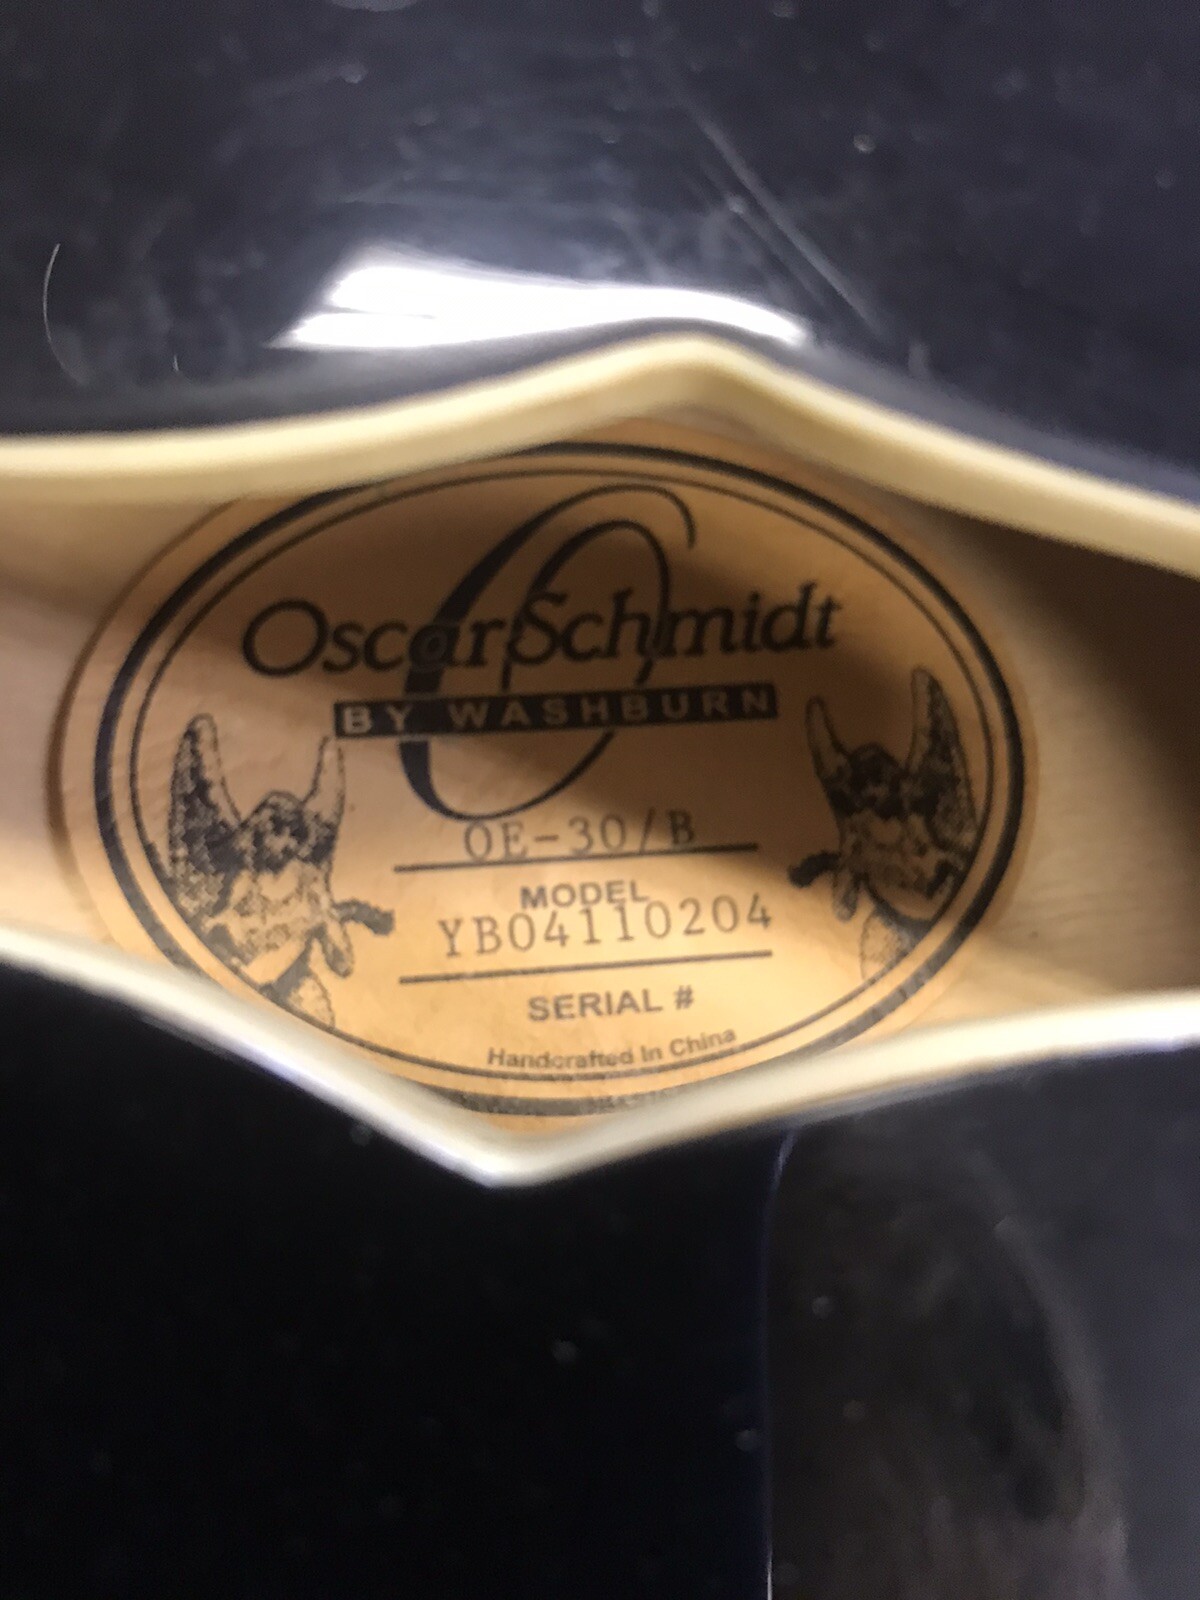 Oscar Schmidt
BY WASHBURN
OE-30/B
MODEL
YB04110204
SERIAL #
Handcrafted In China